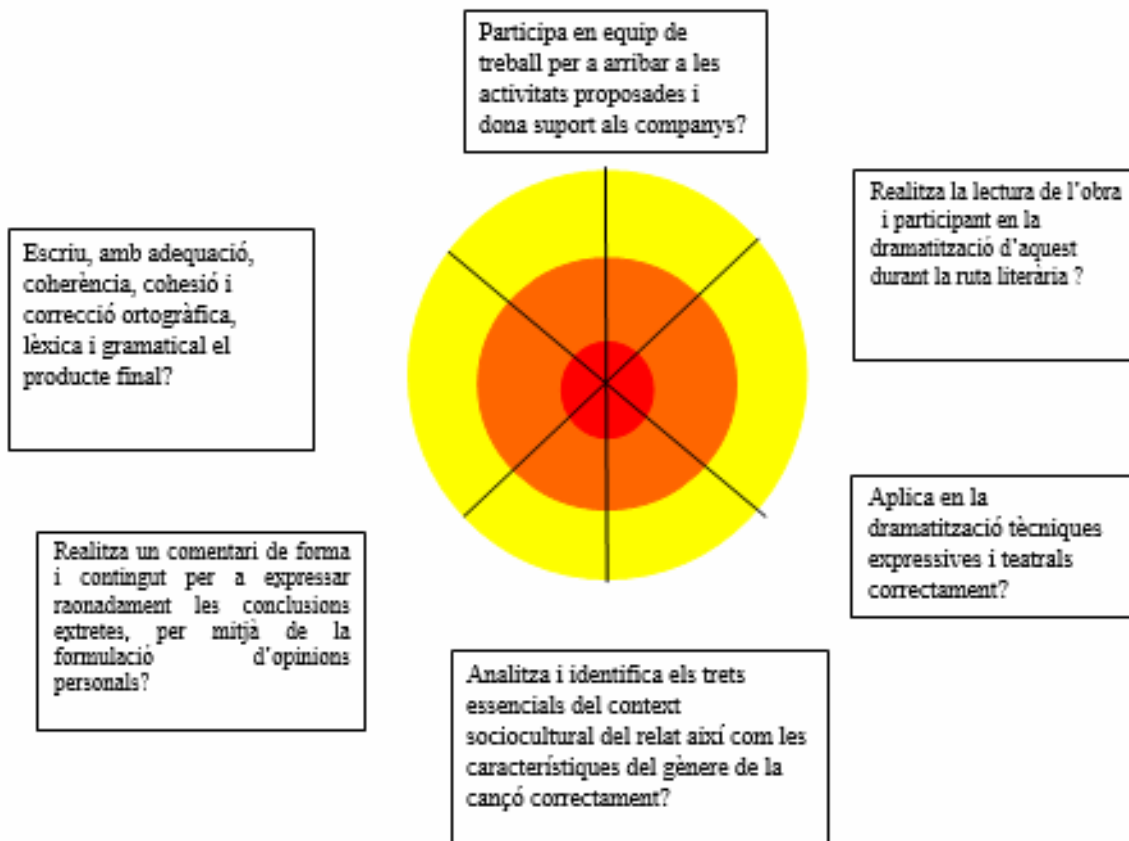 Participa en equip de
treball per a arribar a les
activitats proposades i
dona suport als companys?
Realitza la lectura de l'obra
i participant en la
dramatització d'aquest
durant la ruta literària ?
Escriu, amb adequació,
coherència, cohesió i
correcció ortogràfica,
lèxica i gramatical el
producte final?
Aplica en la
dramatització tècniques
expressives i teatrals
correctament?
Realitza un comentari de forma
i contingut per a expressar
raonadament les conclusions
extretes, per mitjà de la
formulació d'opinions
personals?
Analitza i identifica els trets
essencials del context
sociocultural del relat així com les
característiques del gènere de la
cançó correctament?